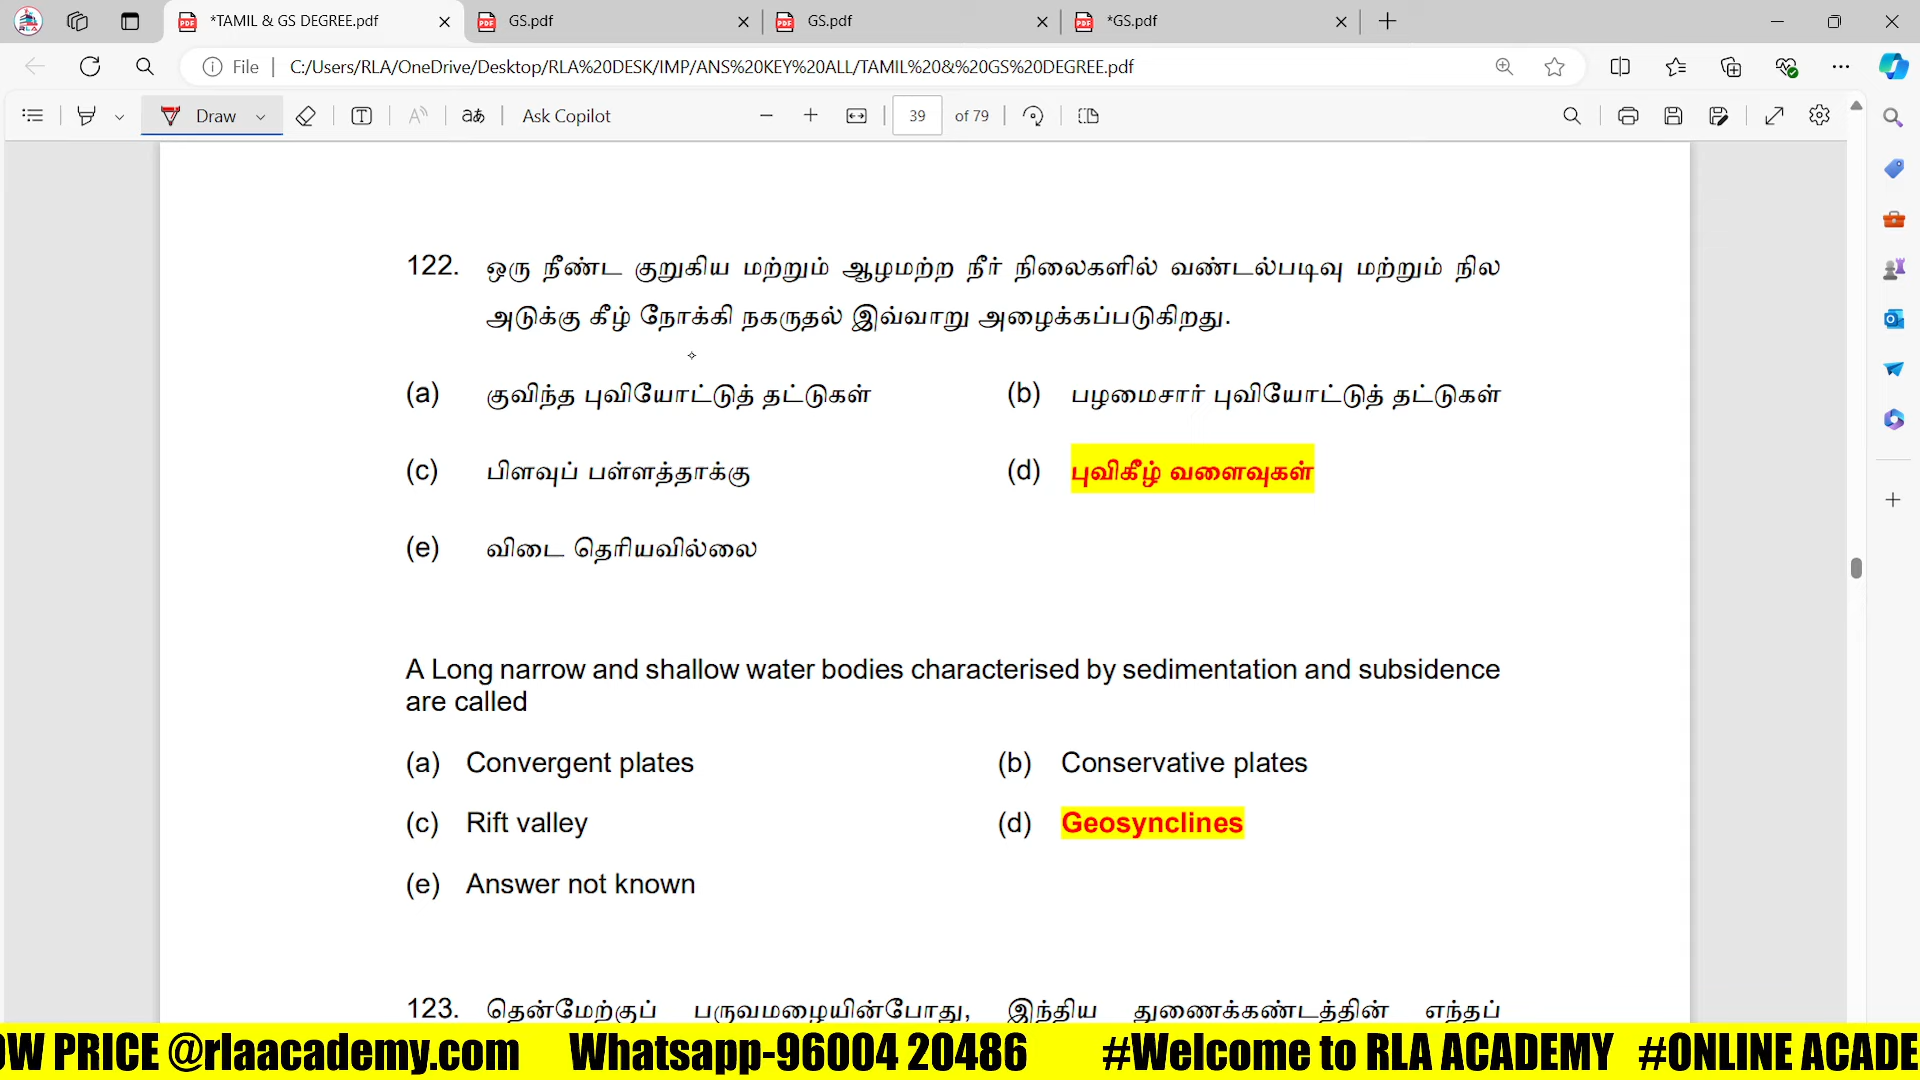 *TAMIL & GS DEGREE.pdf
GS.pdf
GS.pdf
*GS.pdf
File
C:/Users/RLA/OneDrive/Desktop/RLA%20DESK/IMP/ANS%20KEY%20ALL/TAMIL%20&%20GS%20DEGREE.pdf
Draw
Ask Copilot
39 of 79
122. ஒரு நீண்ட குறுகிய மற்றும் ஆழமற்ற நீர் நிலைகளில் வண்டல்படிவு மற்றும் நில
அடுக்கு கீழ் நோக்கி நகருதல் இவ்வாறு அழைக்கப்படுகிறது.
(a) குவிந்த புவியோட்டுத் தட்டுகள்
(b) பழமைசார் புவியோட்டுத் தட்டுகள்
(c) பிளவுப் பள்ளத்தாக்கு
(d) புவிகீழ் வளைவுகள்
(e) விடை தெரியவில்லை
A Long narrow and shallow water bodies characterised by sedimentation and subsidence
are called
(a) Convergent plates
(b) Conservative plates
(c) Rift valley
(d) Geosynclines
(e) Answer not known
123. தென்மேற்குப் பருவமழையின்போது, இந்திய துணைக்கண்டத்தின் எந்தப்
OW PRICE @rlaacademy.com Whatsapp-96004 20486 #Welcome to RLA ACADEMY #ONLINE ACADE